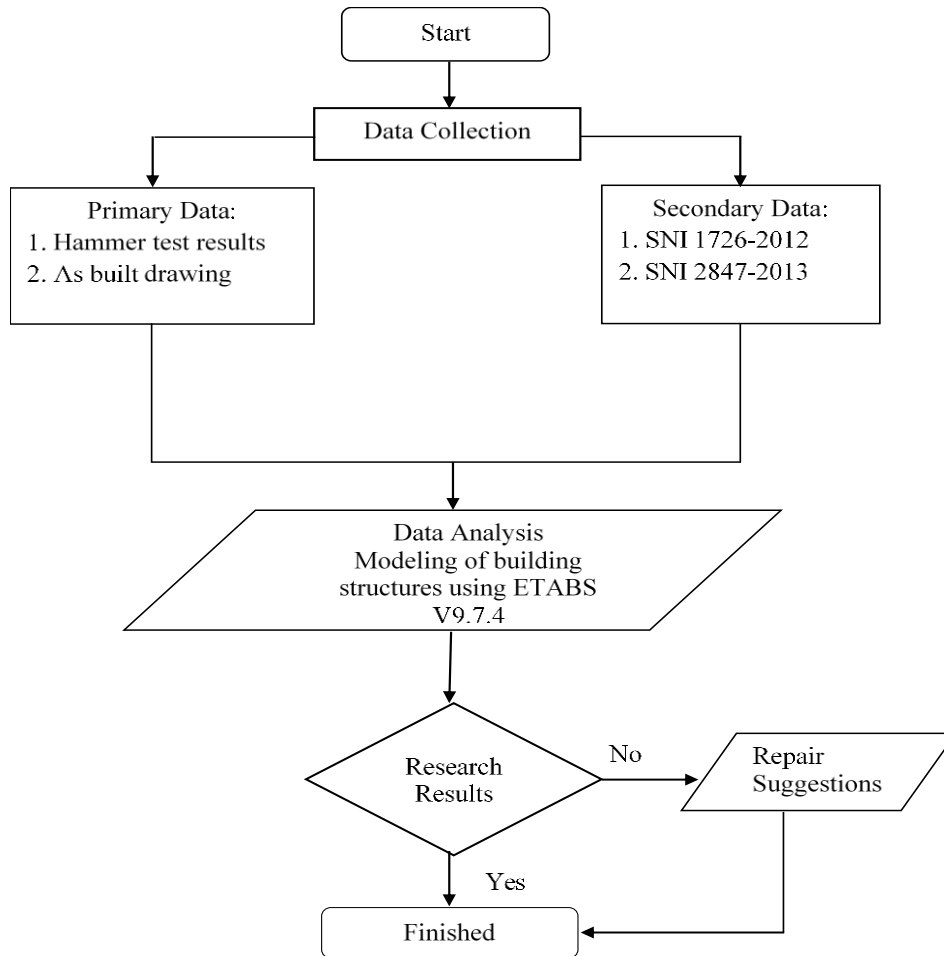 Start
Data Collection
Primary Data:
1. Hammer test results
2. As built drawing
Secondary Data:
1. SNI 1726-2012
2. SNI 2847-2013
Data Analysis
Modeling of building
structures using ETABS
V9.7.4
Research
Results
No
Repair
Suggestions
Yes
Finished